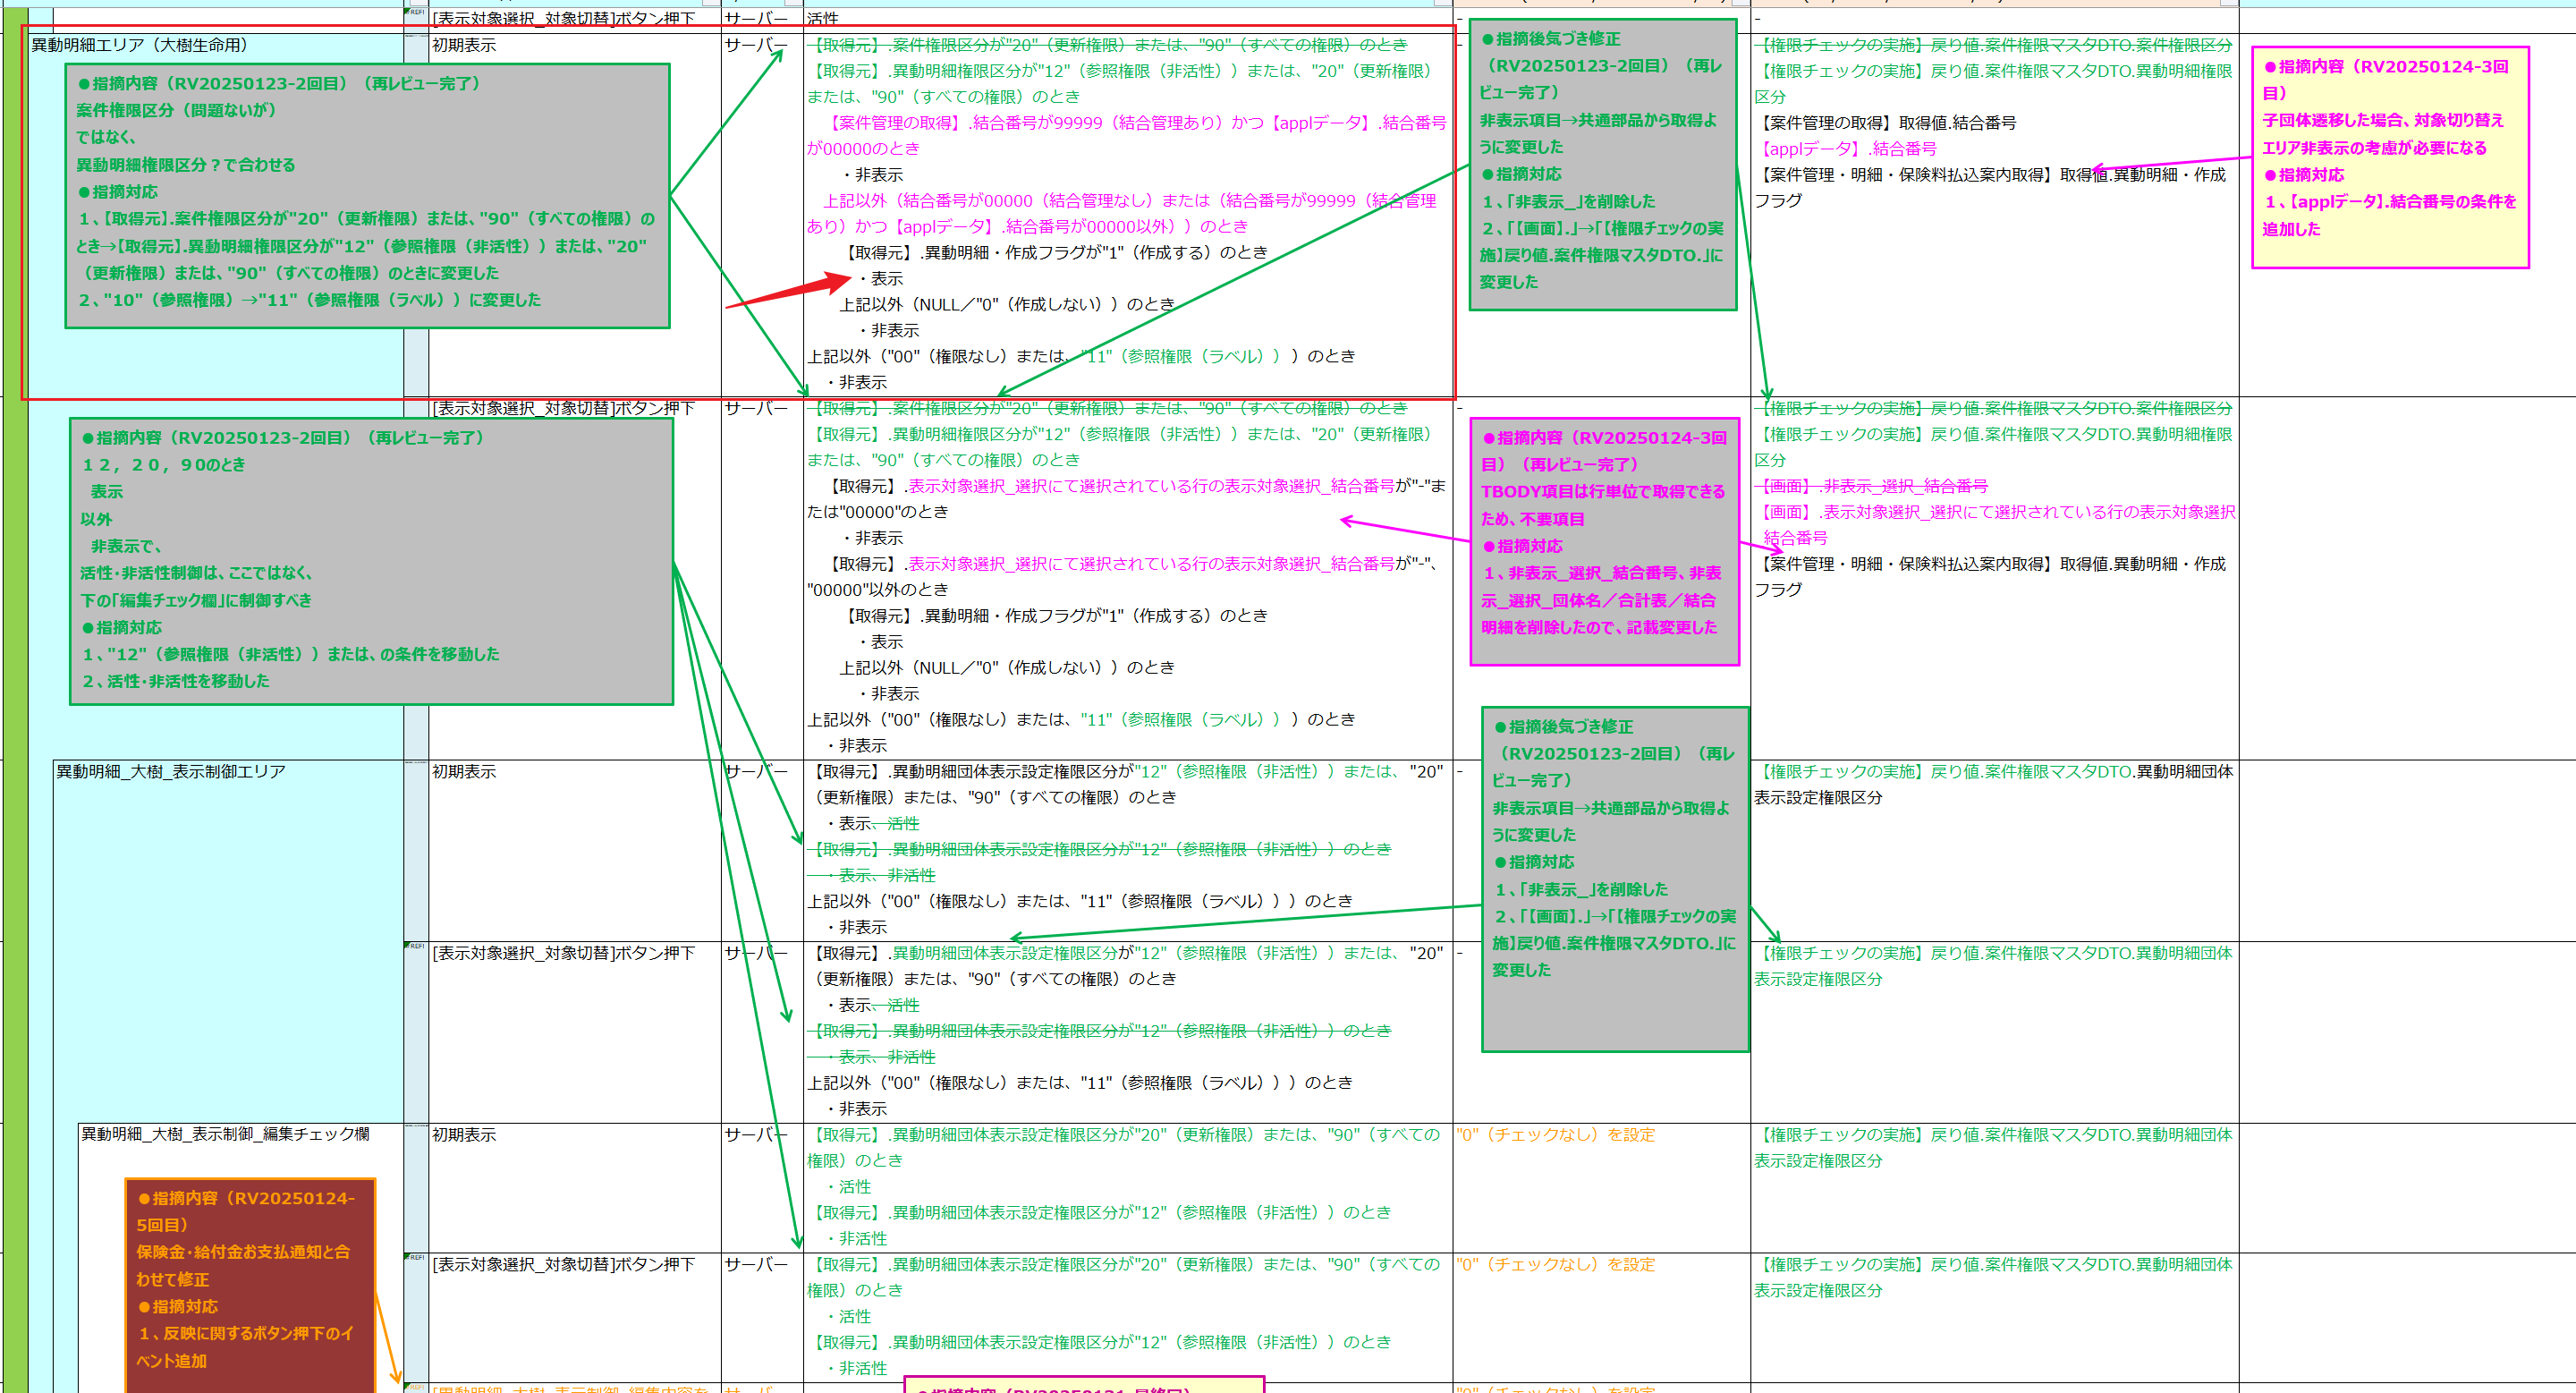 [表示対象選択_対象切替]ボタン押下
サーバー
活性
-
-
異動明細エリア（大樹生命用）
初期表示
サーバー
【取得元】.案件権限区分が"20"（更新権限）または、"90"（すべての権限）のとき
【取得元】.異動明細権限区分が"12"（参照権限（非活性））または、"20"（更新権限）
または、"90"（すべての権限）のとき
【案件管理の取得】.結合番号が99999（結合管理あり）かつ【applデータ】.結合番号
が00000のとき
・非表示
上記以外（結合番号が00000（結合管理なし）または（結合番号が99999（結合管理
あり）かつ【applデータ】.結合番号が00000以外））のとき
【取得元】.異動明細・作成フラグが"1"（作成する）のとき
・表示
上記以外（NULL／"0"（作成しない））のとき
・非表示
上記以外（"00"（権限なし）または、"11"（参照権限（ラベル））のとき
・非表示
-
【権限チェックの実施】戻り値.案件権限マスタDTO.案件権限区分
【権限チェックの実施】戻り値.案件権限マスタDTO.異動明細権限
区分
【案件管理の取得】取得値.結合番号
【applデータ】.結合番号
【案件管理・明細・保険料払込案内取得】取得値.異動明細・作成
フラグ
●指摘内容（RV20250123-2回目）（再レビュー完了）
案件権限区分（問題ないが）
ではなく、
異動明細権限区分？で合わせる
●指摘対応
１、【取得元】.案件権限区分が"20"（更新権限）または、"90"（すべての権限）の
とき→【取得元】.異動明細権限区分が"12"（参照権限（非活性））または、"20"
（更新権限）または、"90"（すべての権限）のときに変更した
２、"10"（参照権限）→"11"（参照権限（ラベル））に変更した
●指摘後気づき修正
（RV20250123-2回目）（再レ
ビュー完了）
非表示項目→共通部品から取得よ
うに変更した
●指摘対応
１、「非表示_」を削除した
２、「【画面】.」→「【権限チェックの実
施】戻り値.案件権限マスタDTO.」に
変更した
●指摘内容（RV20250124-3回
目）
子団体遷移した場合、対象切り替え
エリア非表示の考慮が必要になる
●指摘対応
１、【applデータ】.結合番号の条件を
追加した
[表示対象選択_対象切替]ボタン押下
サーバー
【取得元】.案件権限区分が"20"（更新権限）または、"90"（すべての権限）のとき
【取得元】.異動明細権限区分が"12"（参照権限（非活性））または、"20"（更新権限）
または、"90"（すべての権限）のとき
【取得元】.表示対象選択_選択にて選択されている行の表示対象選択_結合番号が"-"ま
たは"00000"のとき
・非表示
【取得元】.表示対象選択_選択にて選択されている行の表示対象選択_結合番号が"-"、
"00000"以外のとき
【取得元】.異動明細・作成フラグが"1"（作成する）のとき
・表示
上記以外（NULL／"0"（作成しない））のとき
・非表示
上記以外（"00"（権限なし）または、"11"（参照権限（ラベル））のとき
・非表示
-
【権限チェックの実施】戻り値.案件権限マスタDTO.案件権限区分
【権限チェックの実施】戻り値.案件権限マスタDTO.異動明細権限
区分
【画面】.非表示_選択_結合番号
【画面】.表示対象選択_選択にて選択されている行の表示対象選択
_結合番号
【案件管理・明細・保険料払込案内取得】取得値.異動明細・作成
フラグ
●指摘内容（RV20250123-2回目）（再レビュー完了）
１２，２０，９０のとき
表示
以外
非表示で、
活性・非活性制御は、ここではなく、
下の「編集チェック欄」に制御すべき
●指摘対応
１、"12"（参照権限（非活性））または、の条件を移動した
２、活性・非活性を移動した
●指摘内容（RV20250124-3回
目）（再レビュー完了）
TBODY項目は行単位で取得できる
ため、不要項目
●指摘対応
１、非表示_選択_結合番号、非表
示_選択_団体名／合計表／結合
明細を削除したので、記載変更した
異動明細_大樹_表示制御エリア
初期表示
サーバー
【取得元】.異動明細団体表示設定権限区分が"12"（参照権限（非活性））または、"20"
（更新権限）または、"90"（すべての権限）のとき
・表示、活性
【取得元】.異動明細団体表示設定権限区分が"12"（参照権限（非活性））のとき
・表示、非活性
上記以外（"00"（権限なし）または、"11"（参照権限（ラベル）））のとき
・非表示
-
【権限チェックの実施】戻り値.案件権限マスタDTO.異動明細団体
表示設定権限区分
●指摘後気づき修正
（RV20250123-2回目）（再レ
ビュー完了）
非表示項目→共通部品から取得よ
うに変更した
●指摘対応
１、「非表示_」を削除した
２、「【画面】.」→「【権限チェックの実
施】戻り値.案件権限マスタDTO.」に
変更した
[表示対象選択_対象切替]ボタン押下
サーバー
【取得元】.異動明細団体表示設定権限区分が"12"（参照権限（非活性））または、"20"
（更新権限）または、"90"（すべての権限）のとき
・表示、活性
【取得元】.異動明細団体表示設定権限区分が"12"（参照権限（非活性））のとき
・表示、非活性
上記以外（"00"（権限なし）または、"11"（参照権限（ラベル）））のとき
・非表示
-
【権限チェックの実施】戻り値.案件権限マスタDTO.異動明細団体
表示設定権限区分
異動明細_大樹_表示制御_編集チェック欄
初期表示
サーバー
【取得元】.異動明細団体表示設定権限区分が"20"（更新権限）または、"90"（すべての
権限）のとき
・活性
【取得元】.異動明細団体表示設定権限区分が"12"（参照権限（非活性））のとき
・非活性
"0"（チェックなし）を設定
【権限チェックの実施】戻り値.案件権限マスタDTO.異動明細団体
表示設定権限区分
●指摘内容（RV20250124-
5回目）
保険金・給付金お支払通知と合
わせて修正
●指摘対応
１、反映に関するボタン押下のイ
ベント追加
[表示対象選択_対象切替]ボタン押下
サーバー
【取得元】.異動明細団体表示設定権限区分が"20"（更新権限）または、"90"（すべての
権限）のとき
・活性
【取得元】.異動明細団体表示設定権限区分が"12"（参照権限（非活性））のとき
・非活性
"0"（チェックなし）を設定
【権限チェックの実施】戻り値.案件権限マスタDTO.異動明細団体
表示設定権限区分